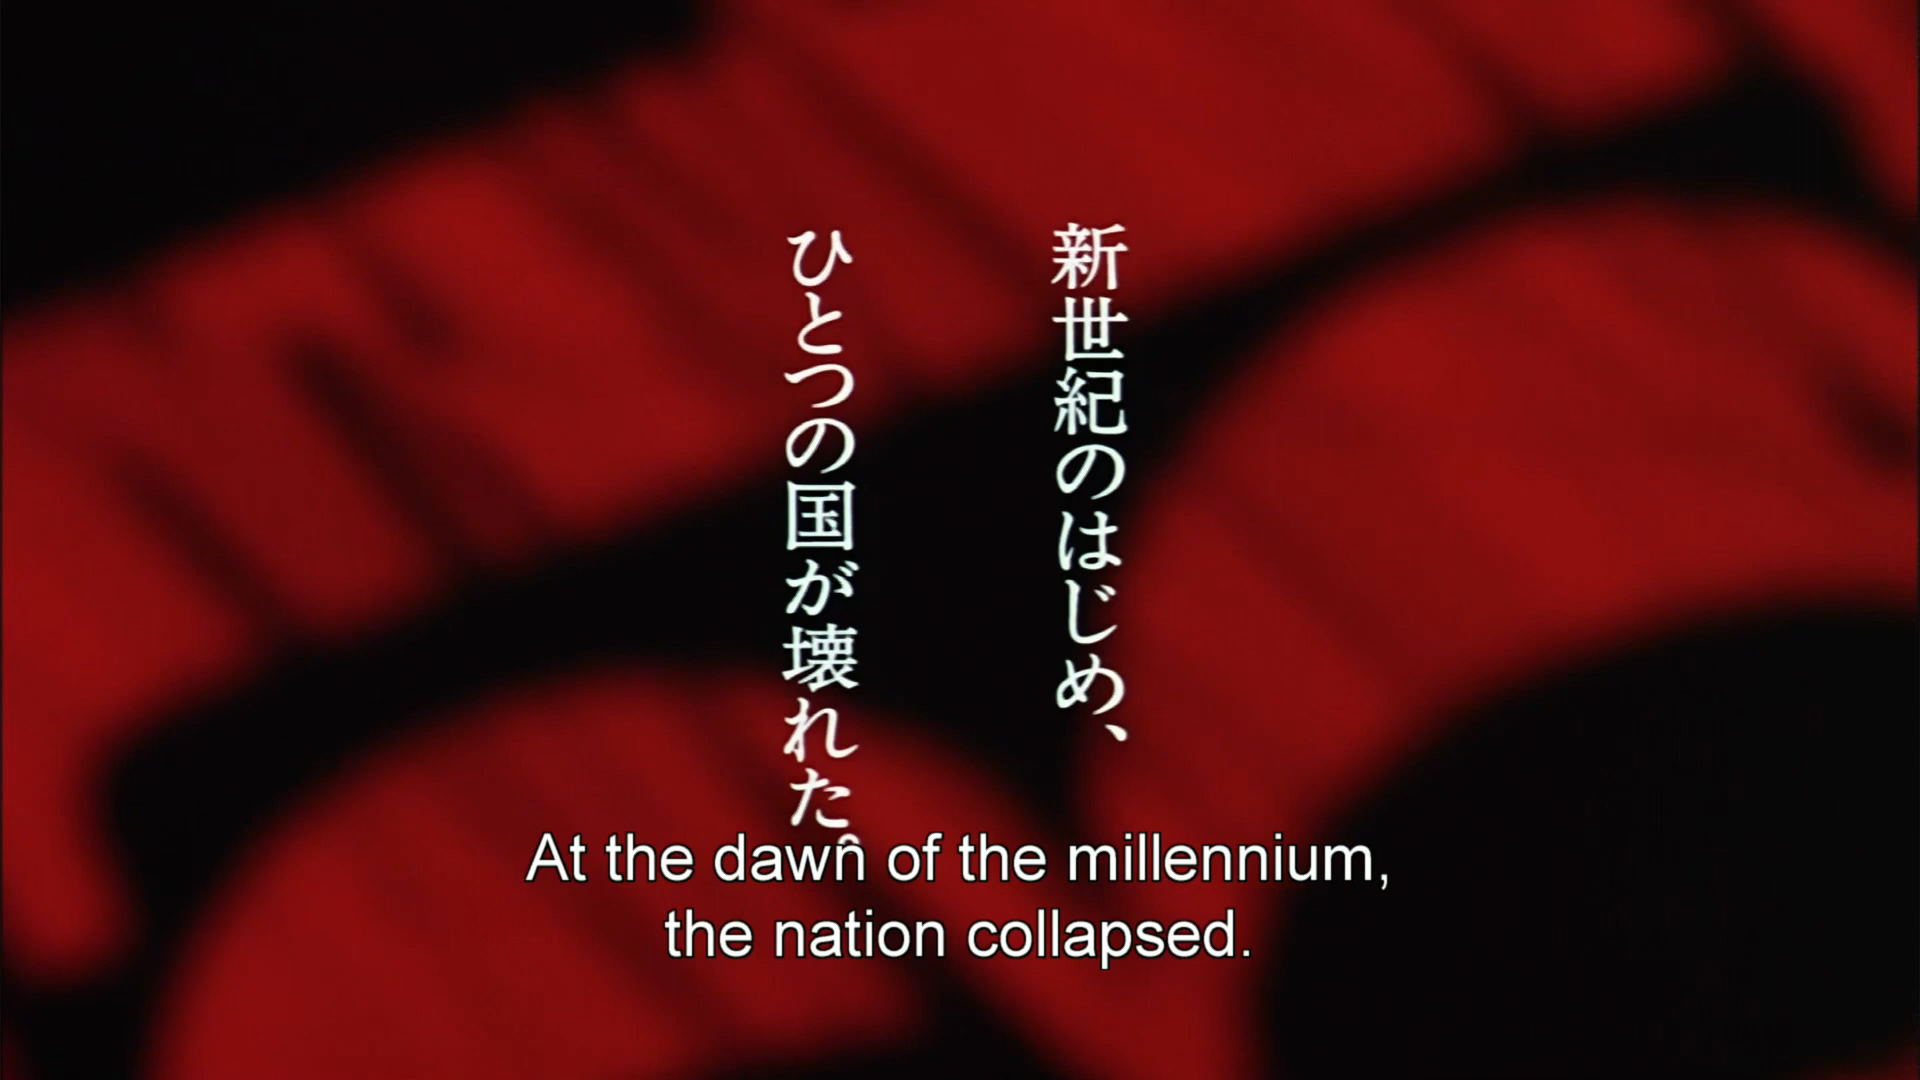 新世紀のはじめ、
ひとつの国が壊れた。
At the dawn of the millennium,
the nation collapsed.